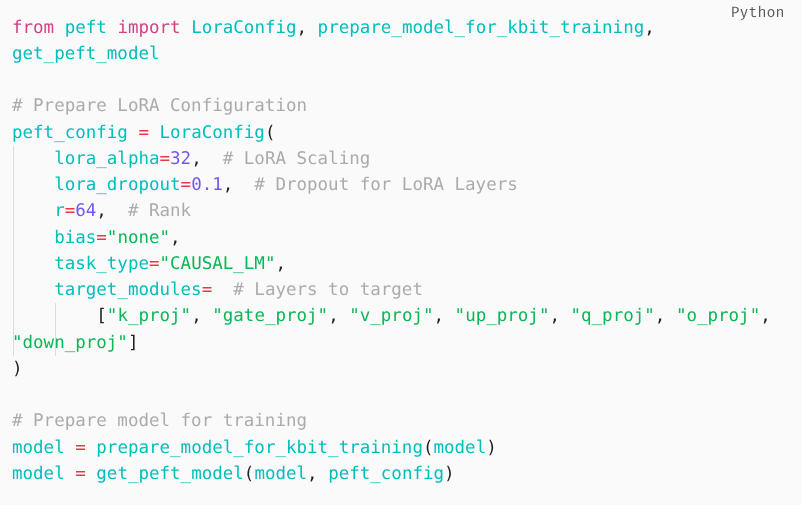 Python
from peft import LoraConfig, prepare_model_for_kbit_training,
get_peft_model

# Prepare LoRA Configuration
peft_config = LoraConfig(
    lora_alpha=32,  # LoRA Scaling
    lora_dropout=0.1,  # Dropout for LoRA Layers
    r=64,  # Rank
    bias="none",
    task_type="CAUSAL_LM",
    target_modules=  # Layers to target
        ["k_proj", "gate_proj", "v_proj", "up_proj", "q_proj", "o_proj",
"down_proj"]
)

# Prepare model for training
model = prepare_model_for_kbit_training(model)
model = get_peft_model(model, peft_config)